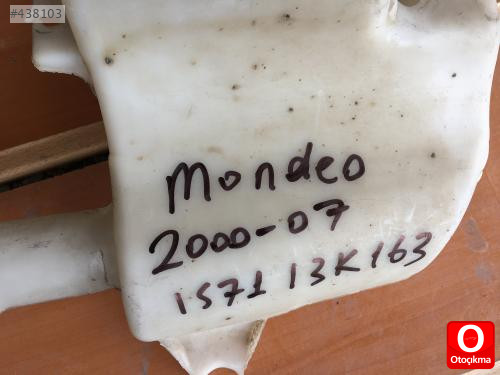 #438103
Mondeo
2000-07
1S71 13K163
O
Otoçıkma